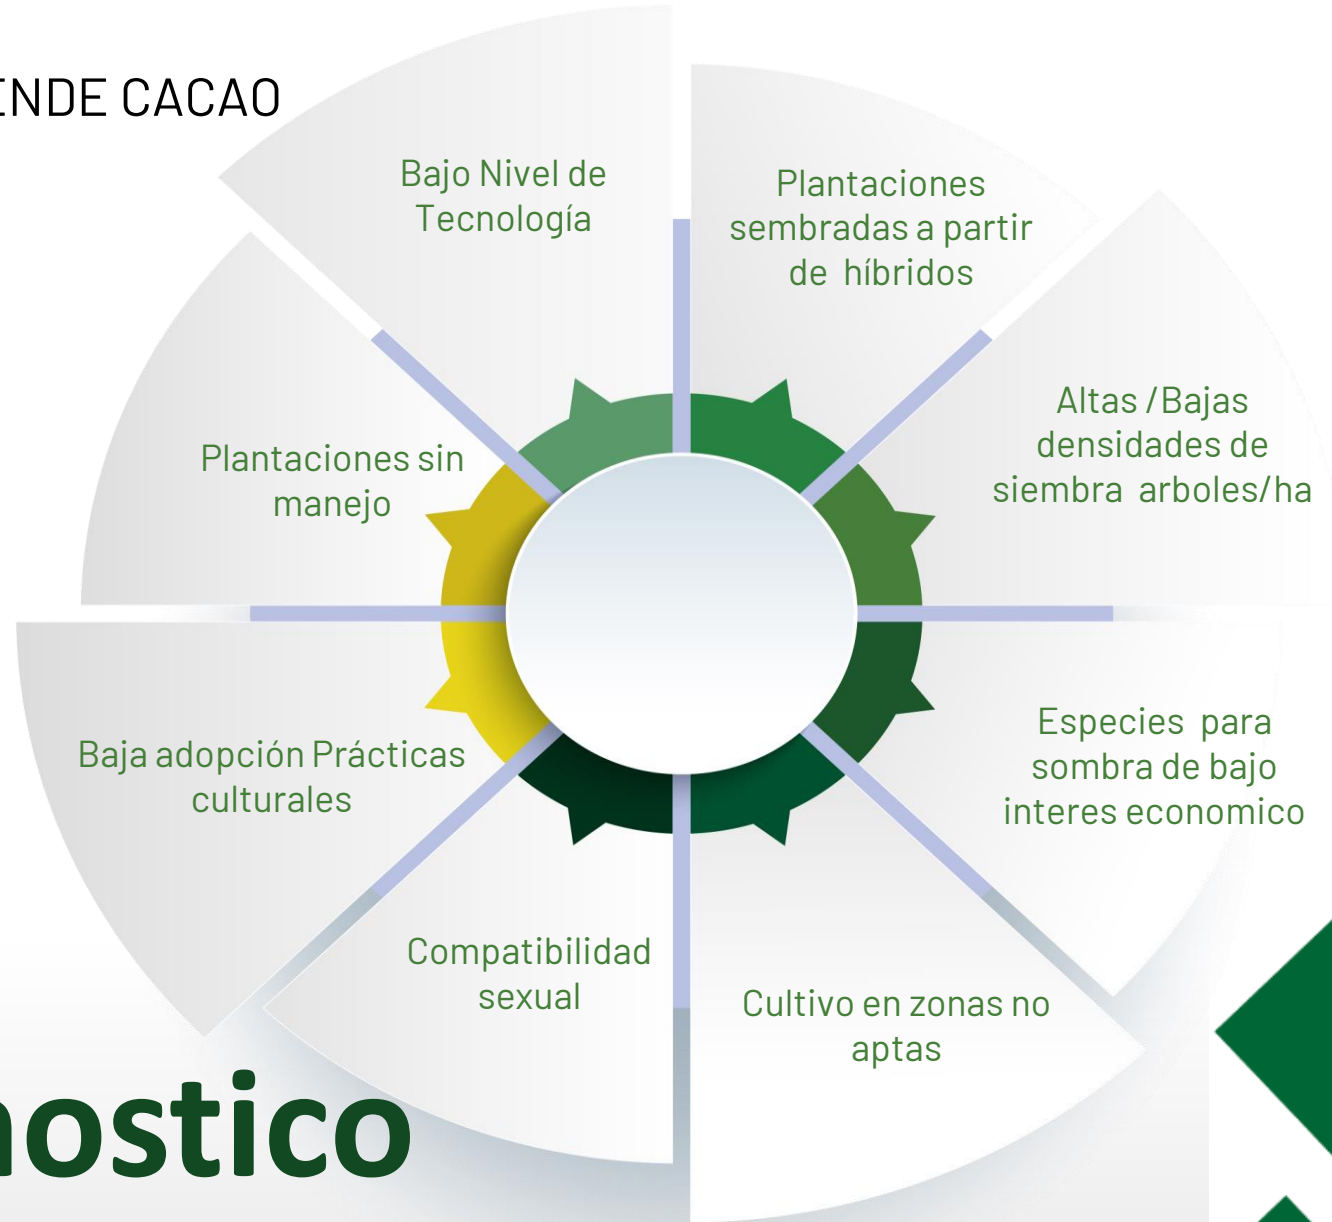 ENDE CACAO
Bajo Nivel de
Tecnología
Plantaciones
sembradas a partir
de híbridos
Altas /Bajas
densidades de
siembra arboles/ha
Especies para
sombra de bajo
interes economico
Cultivo en zonas no
aptas
Compatibilidad
sexual
Baja adopción Prácticas
culturales
Plantaciones sin
manejo
nostico